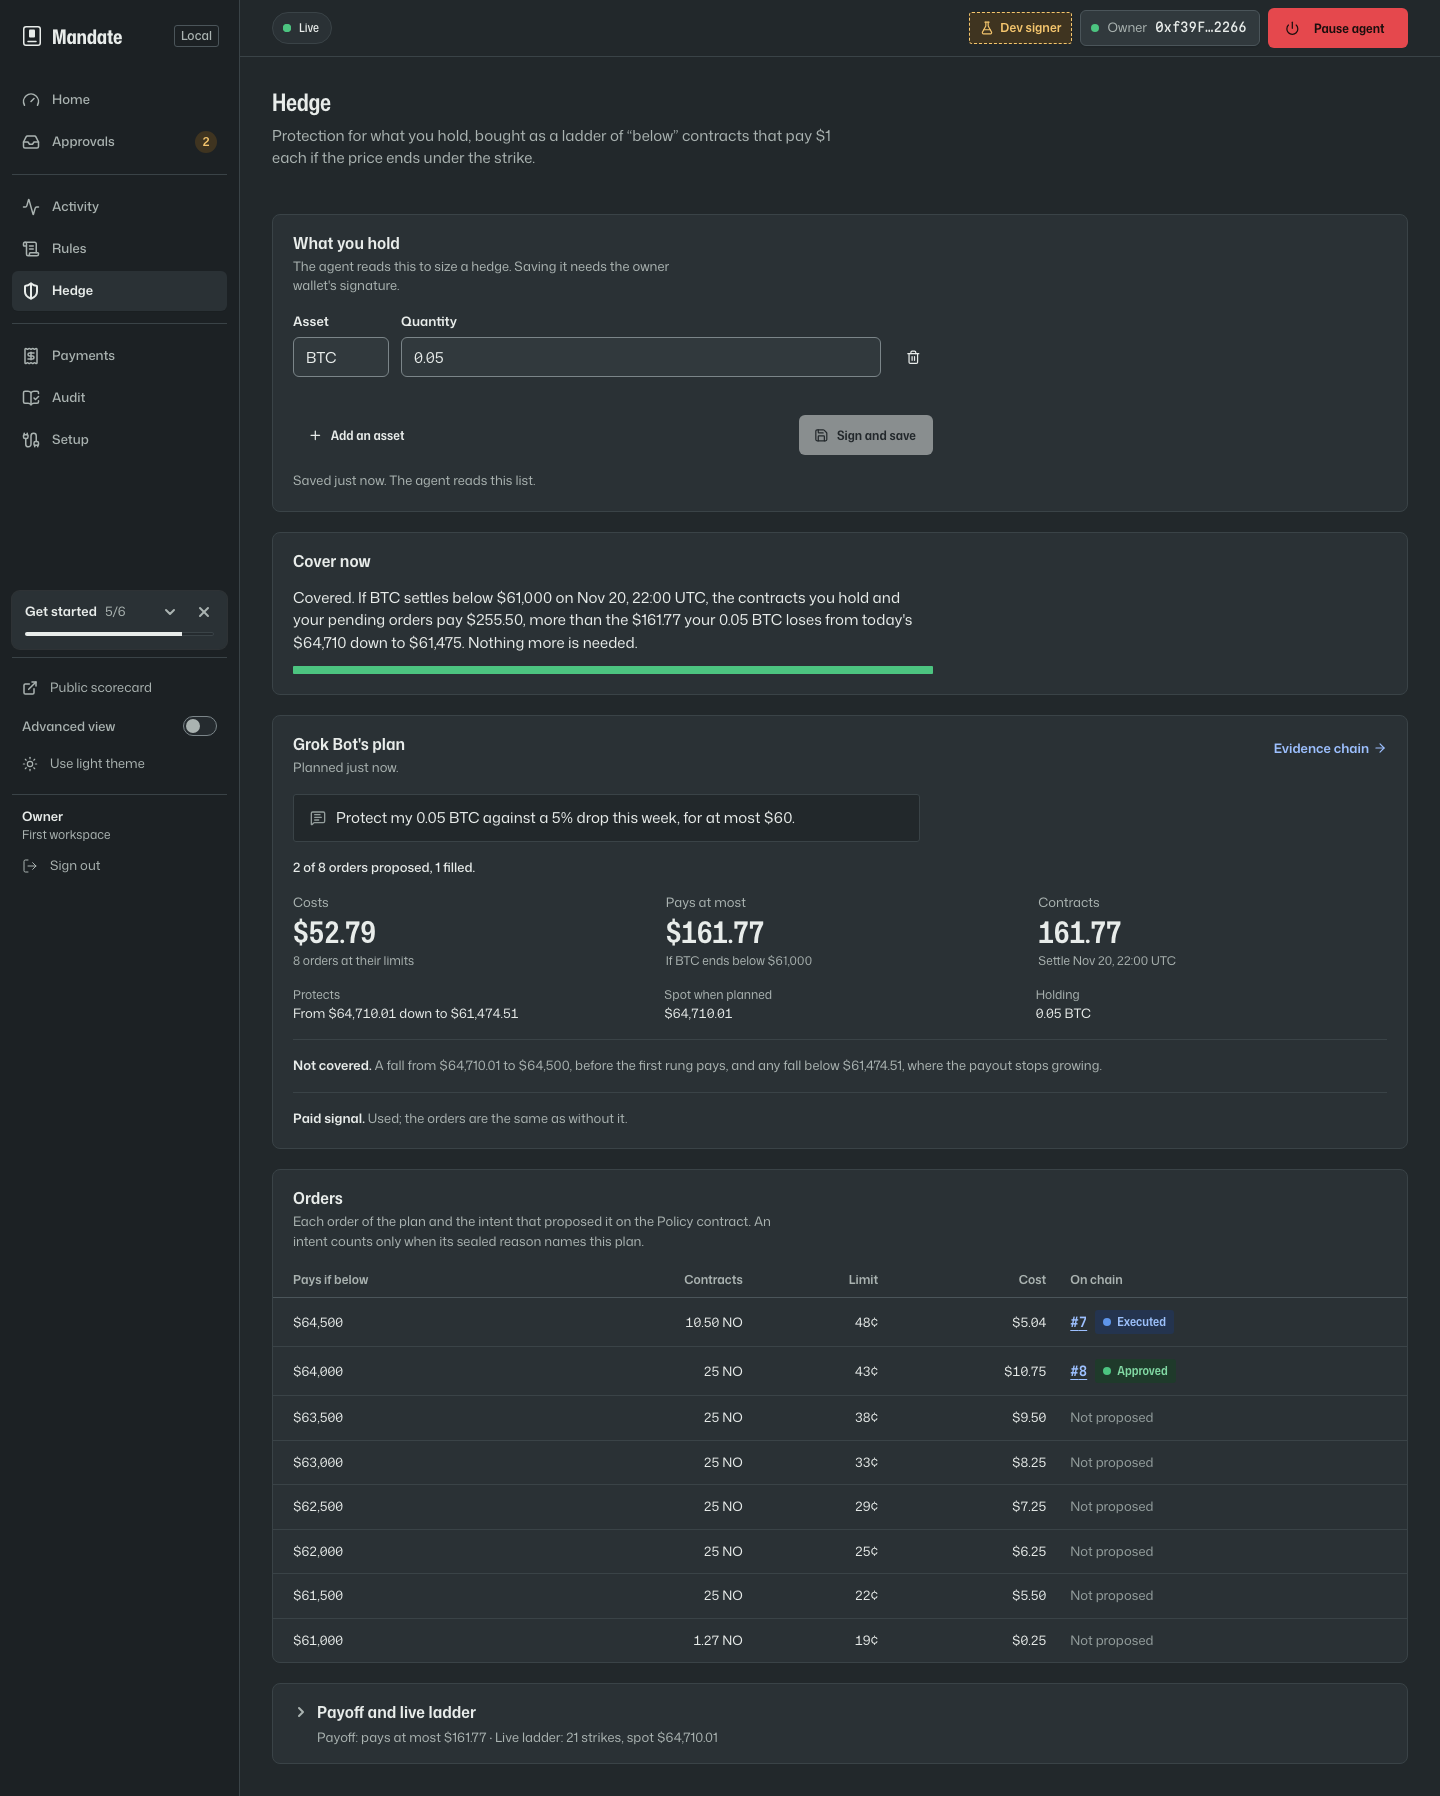 Mandate
Local
Home
Approvals
2
Activity
Rules
Hedge
Payments
Audit
Setup
Get started 5/6
Public scorecard
Advanced view
Use light theme
Owner
First workspace
Sign out
Live
Dev signer
Owner 0xf39F…2266
Pause agent
Hedge
Protection for what you hold, bought as a ladder of “below” contracts that pay $1
each if the price ends under the strike.
What you hold
The agent reads this to size a hedge. Saving it needs the owner
wallet's signature.
Asset Quantity
BTC 0.05
Add an asset Sign and save
Saved just now. The agent reads this list.
Cover now
Covered. If BTC settles below $61,000 on Nov 20, 22:00 UTC, the contracts you hold and
your pending orders pay $255.50, more than the $161.77 your 0.05 BTC loses from today's
$64,710 down to $61,475. Nothing more is needed.
Grok Bot's plan
Evidence chain
Planned just now.
Protect my 0.05 BTC against a 5% drop this week, for at most $60.
2 of 8 orders proposed, 1 filled.
Costs Pays at most Contracts
$52.79 $161.77 161.77
8 orders at their limits If BTC ends below $61,000 Settle Nov 20, 22:00 UTC
Protects Spot when planned Holding
From $64,710.01 down to $61,474.51 $64,710.01 0.05 BTC
Not covered. A fall from $64,710.01 to $64,500, before the first rung pays, and any fall below $61,474.51, where the payout stops growing.
Paid signal. Used; the orders are the same as without it.
Orders
Each order of the plan and the intent that proposed it on the Policy contract. An
intent counts only when its sealed reason names this plan.
Pays if below Contracts Limit Cost On chain
$64,500 10.50 NO 48¢ $5.04 #7 Executed
$64,000 25 NO 43¢ $10.75 #8 Approved
$63,500 25 NO 38¢ $9.50 Not proposed
$63,000 25 NO 33¢ $8.25 Not proposed
$62,500 25 NO 29¢ $7.25 Not proposed
$62,000 25 NO 25¢ $6.25 Not proposed
$61,500 25 NO 22¢ $5.50 Not proposed
$61,000 1.27 NO 19¢ $0.25 Not proposed
Payoff and live ladder
Payoff: pays at most $161.77 · Live ladder: 21 strikes, spot $64,710.01